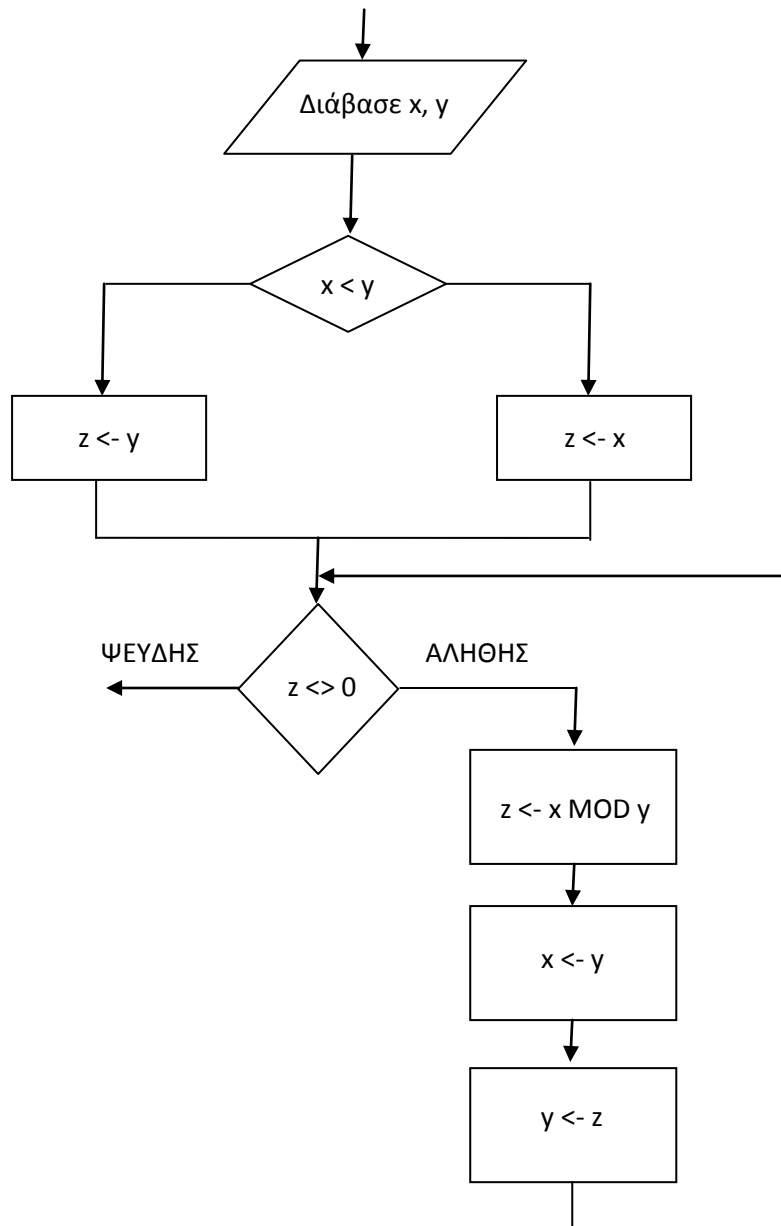 Διάβασε x, y
x < y
z <- y
z <- x
ΨΕΥΔΗΣ
ΑΛΗΘΗΣ
z <> 0
z <- x MOD y
x <- y
y <- z